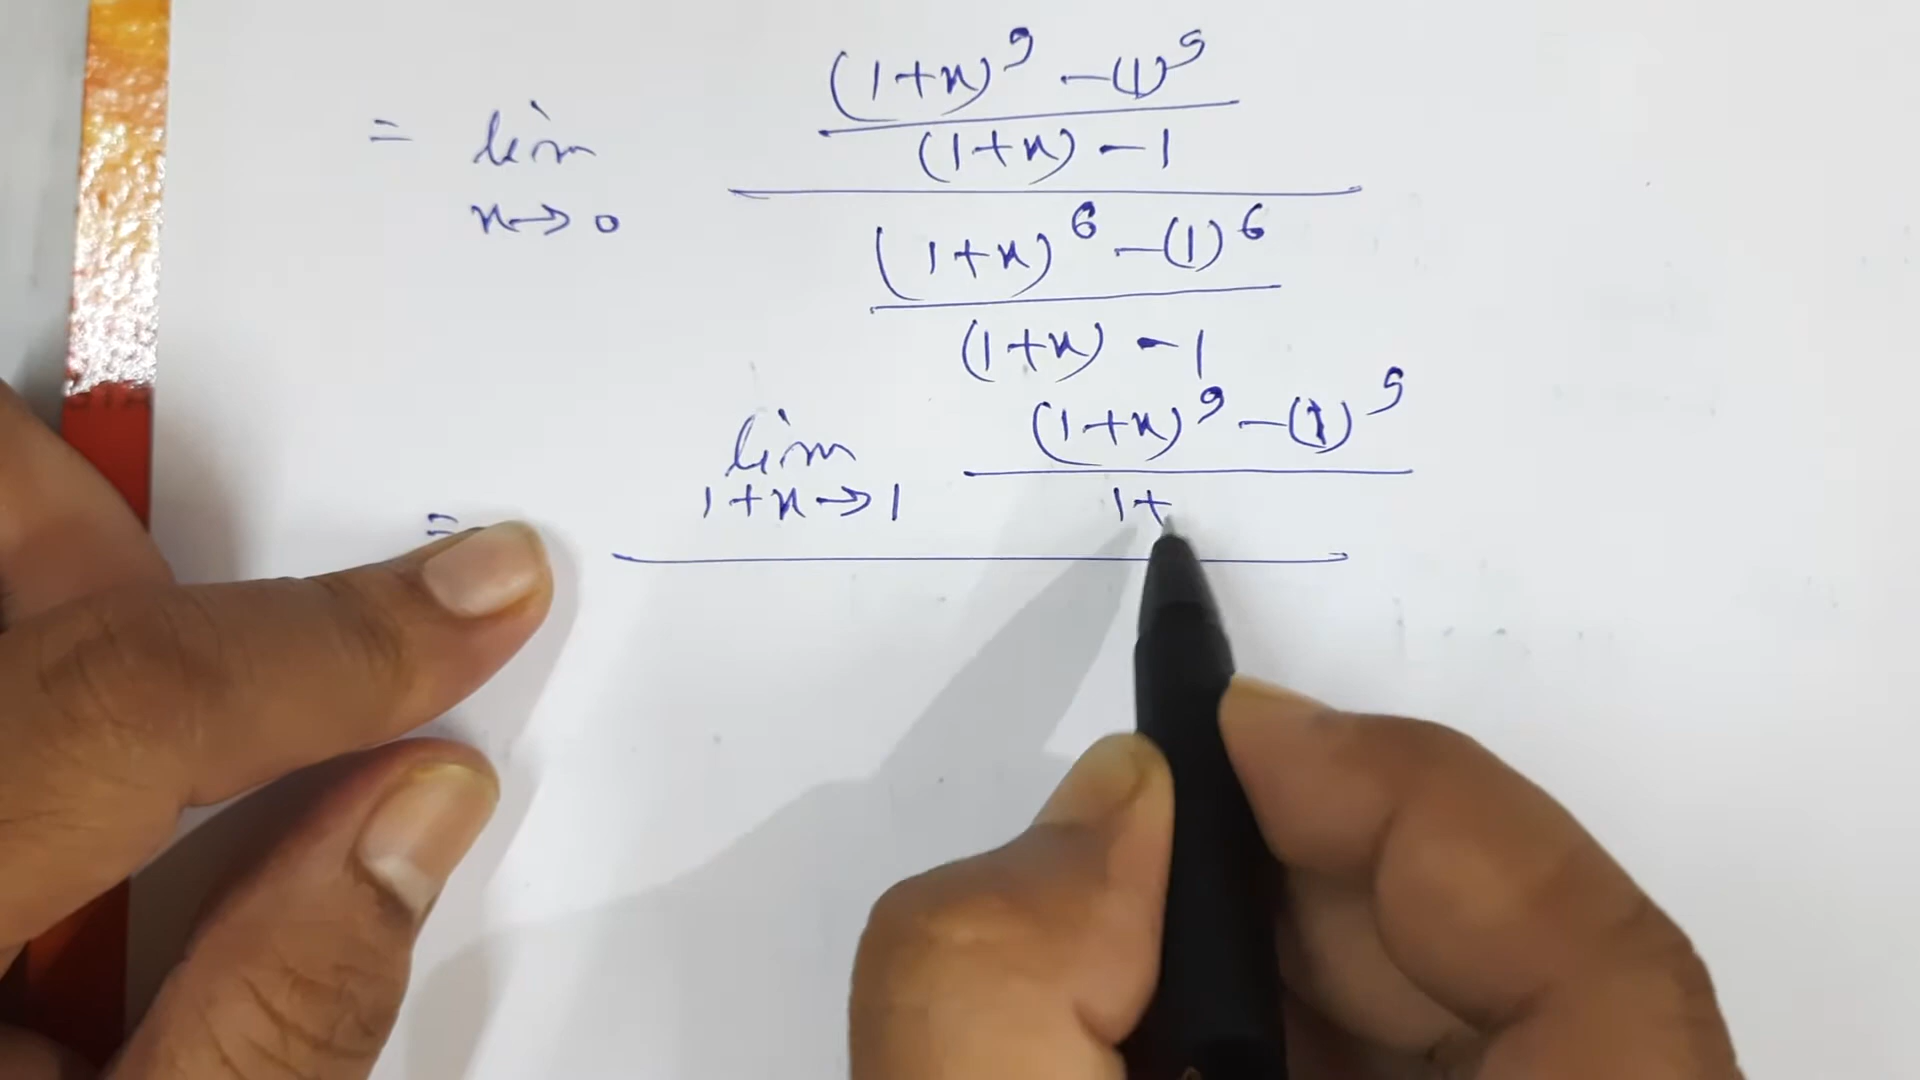 (1+x)⁹ -(1)⁹
(1+x) - 1
= lim x→0
(1+x)⁶ -(1)⁶
(1+x) - 1
lim 1+x→1 (1+x)⁹ -(1)⁹
1+
=